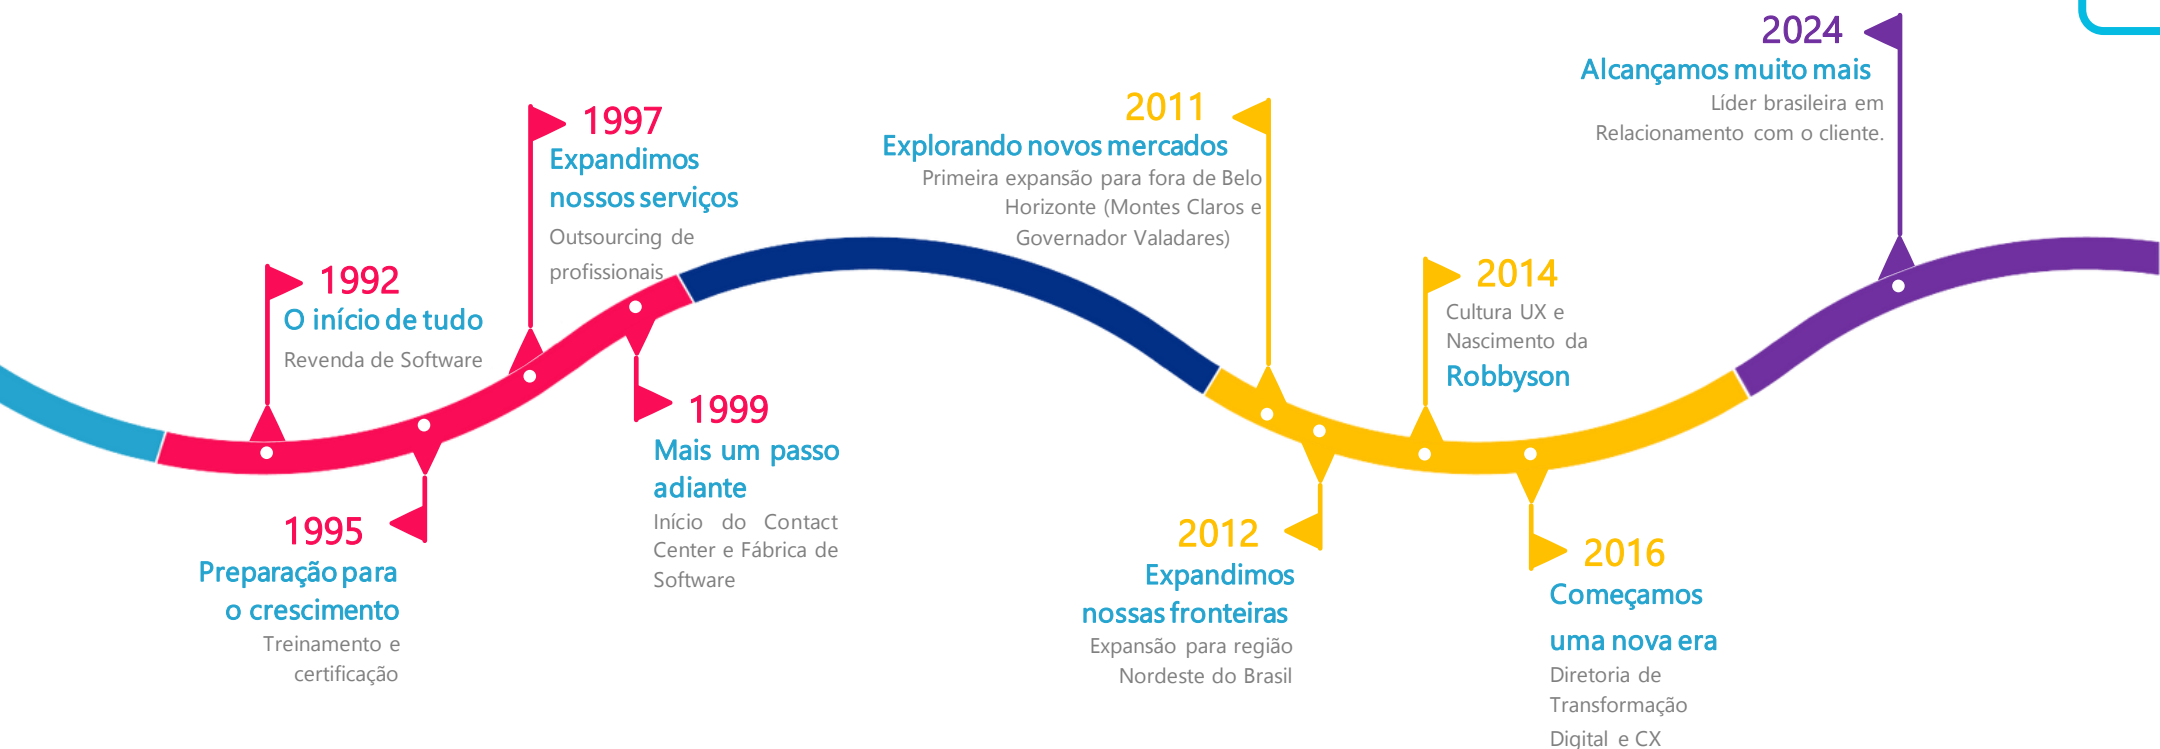 1992
O início de tudo
Revenda de Software
1995
Preparação para
o crescimento
Treinamento e
certificação
1997
Expandimos
nossos serviços
Outsourcing de
profissionais
1999
Mais um passo
adiante
Início do Contact
Center e Fábrica de
Software
2011
Explorando novos mercados
Primeira expansão para fora de Belo
Horizonte (Montes Claros e
Governador Valadares)
2012
Expandimos
nossas fronteiras
Expansão para região
Nordeste do Brasil
2014
Cultura UX e
Nascimento da
Robbyson
2016
Começamos
uma nova era
Diretoria de
Transformação
Digital e CX
2024
Alcançamos muito mais
Líder brasileira em
Relacionamento com o cliente.